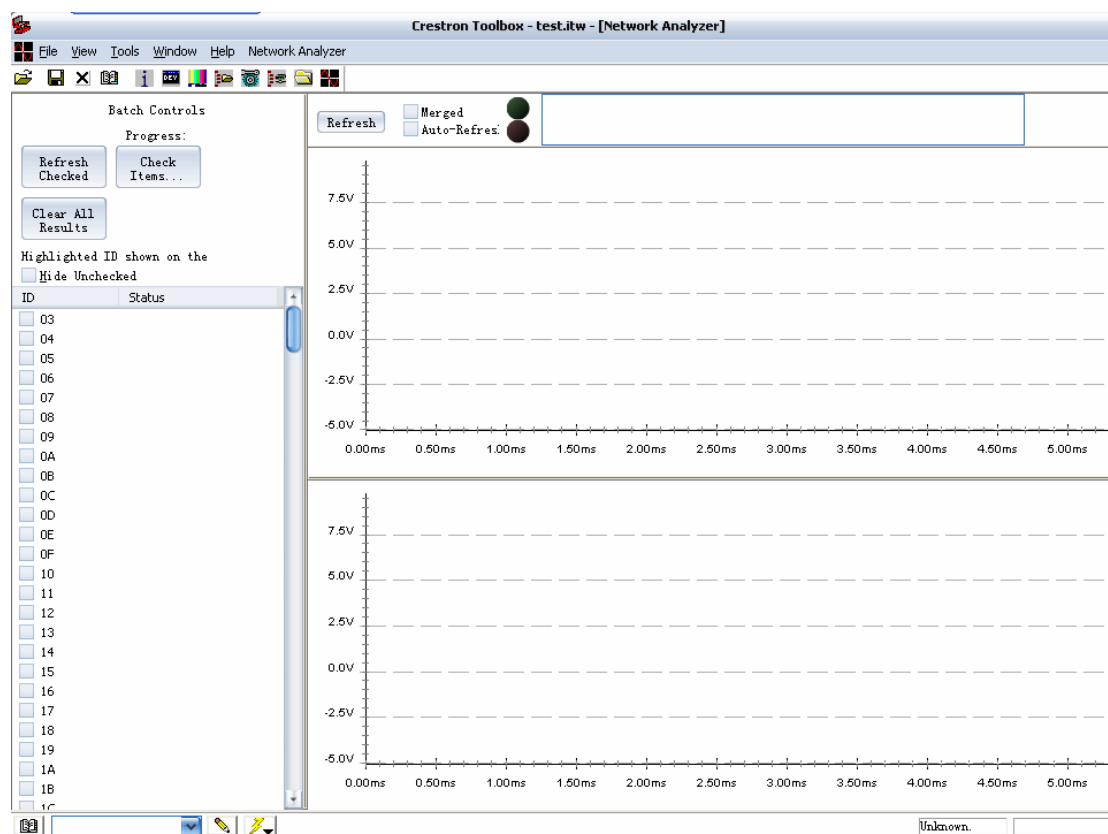 Crestron Toolbox - test.itw - [Network Analyzer]
File View Tools Window Help Network Analyzer
Batch Controls
Progress:
Refresh Checked
Check Items...
Clear All Results
Highlighted ID shown on the
Hide Unchecked
ID Status
03
04
05
06
07
08
09
0A
0B
0C
0D
0E
0F
10
11
12
13
14
15
16
17
18
19
1A
1B
1C
Refresh
Merged
Auto-Refres
7.5V
5.0V
2.5V
0.0V
-2.5V
-5.0V
0.00ms 0.50ms 1.00ms 1.50ms 2.00ms 2.50ms 3.00ms 3.50ms 4.00ms 4.50ms 5.00ms
7.5V
5.0V
2.5V
0.0V
-2.5V
-5.0V
0.00ms 0.50ms 1.00ms 1.50ms 2.00ms 2.50ms 3.00ms 3.50ms 4.00ms 4.50ms 5.00ms
Unknown.